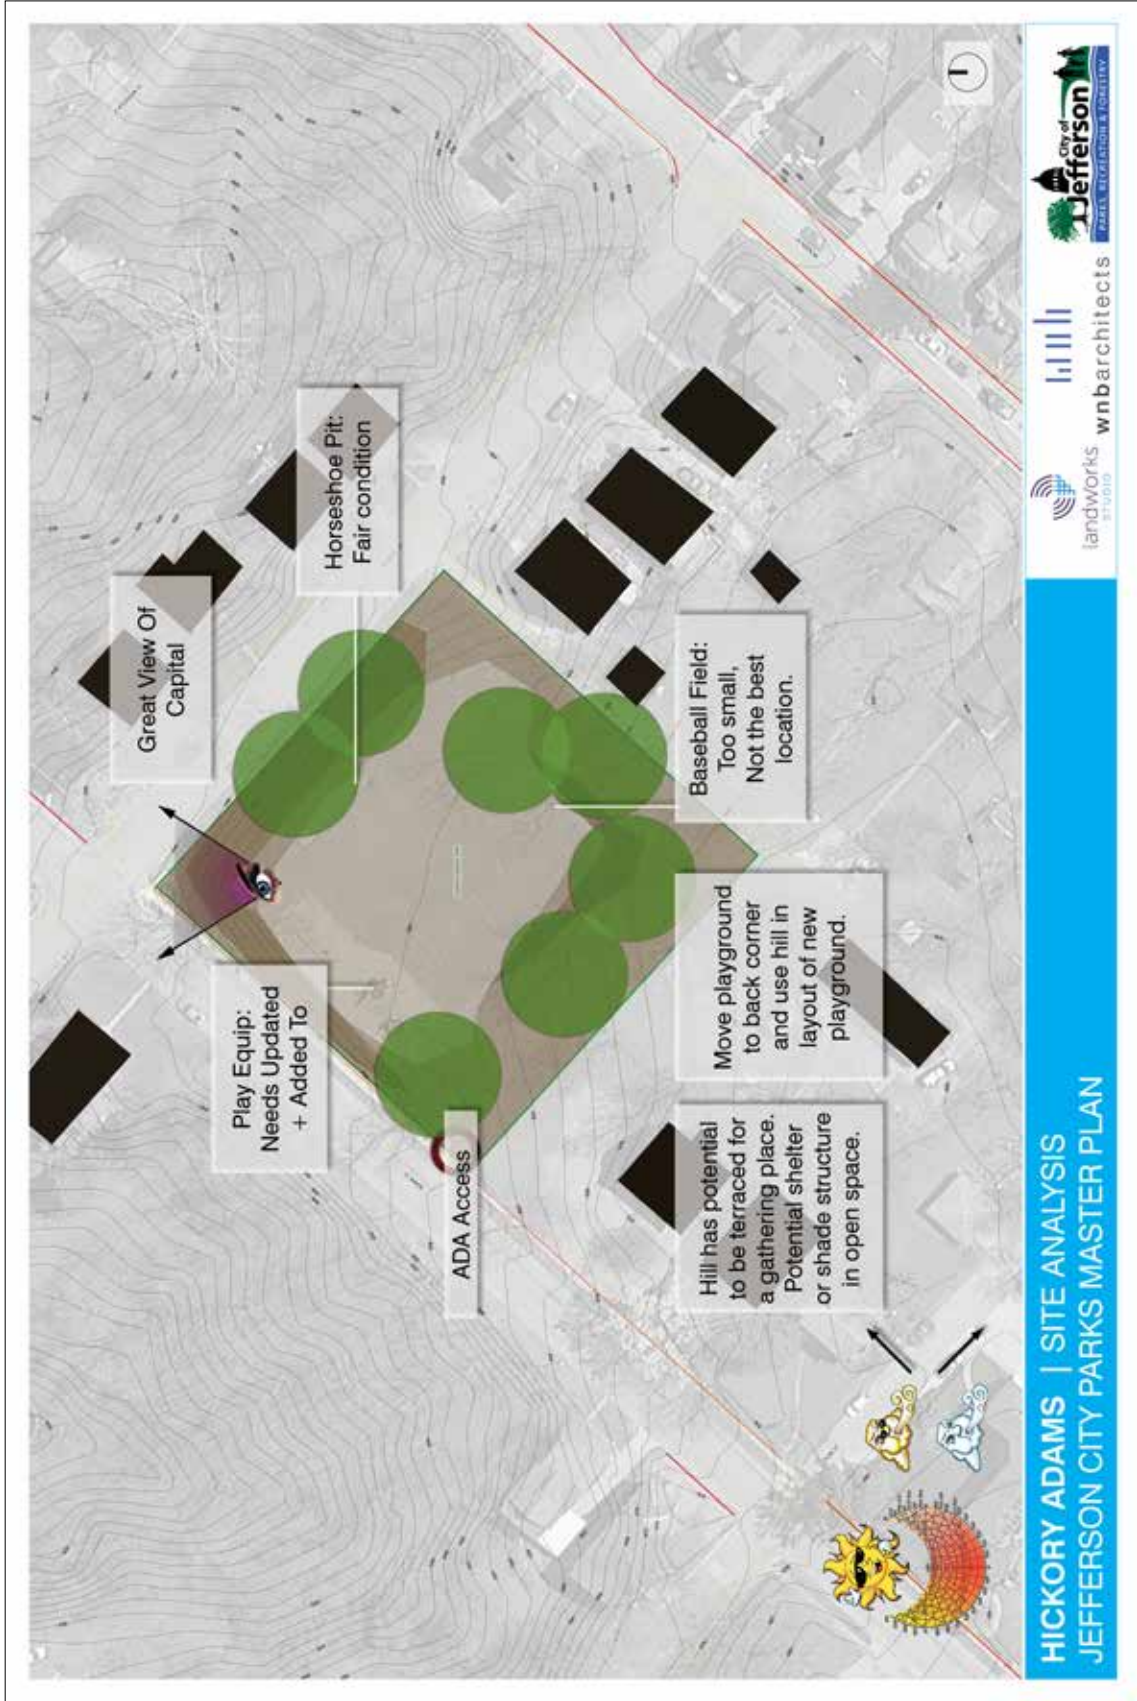 Great View Of
Capital
Horseshoe Pit:
Fair condition
Play Equip:
Needs Updated
+ Added To
ADA Access
Baseball Field:
Too small,
Not the best
location.
Move playground
to back corner
and use hill in
layout of new
playground.
Hill has potential
to be terraced for
a gathering place.
Potential shelter
or shade structure
in open space.
HICKORY ADAMS | SITE ANALYSIS
JEFFERSON CITY PARKS MASTER PLAN
landworks
STUDIO
wnbarchitects
City of
Jefferson
PARKS, RECREATION & FORESTRY